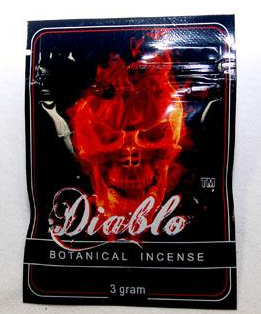 TM
Diablo
BOTANICAL INCENSE
3 gram